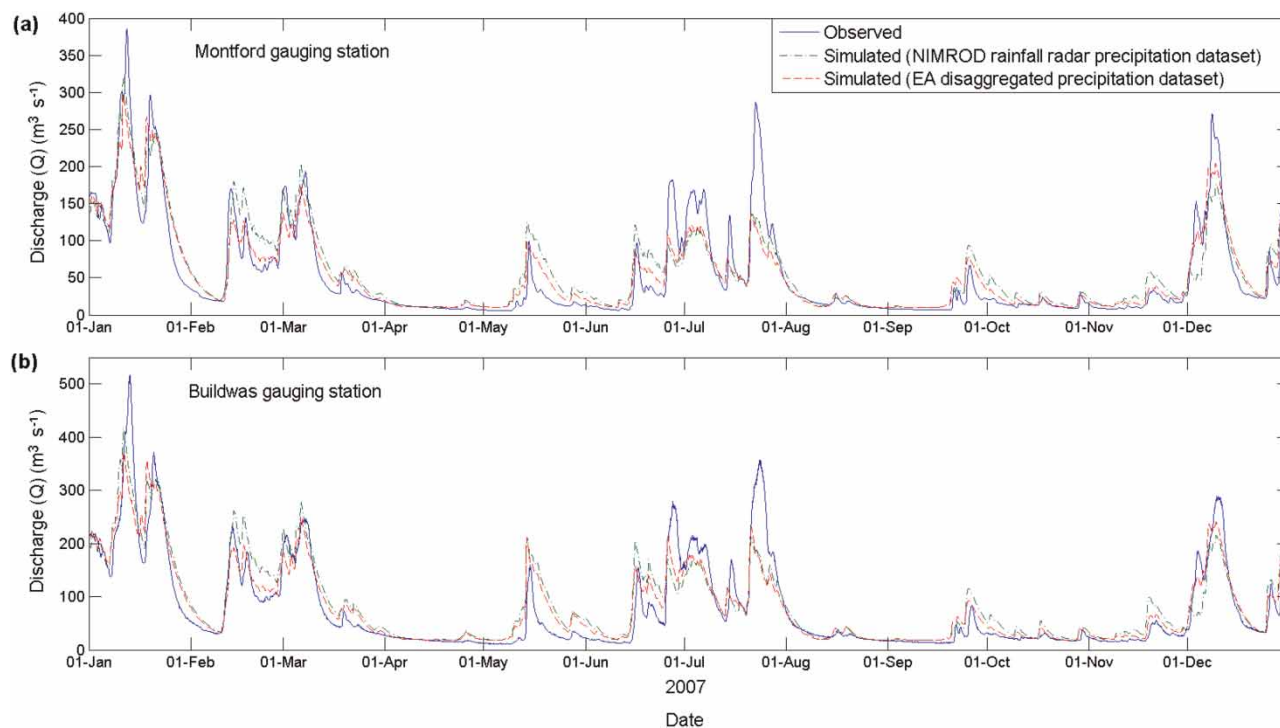 (a)
Montford gauging station
Observed
Simulated (NIMROD rainfall radar precipitation dataset)
Simulated (EA disaggregated precipitation dataset)
Discharge (Q) (m³ s⁻¹)
400
350
300
250
200
150
100
50
0
01-Jan 01-Feb 01-Mar 01-Apr 01-May 01-Jun 01-Jul 01-Aug 01-Sep 01-Oct 01-Nov 01-Dec
(b)
Buildwas gauging station
Discharge (Q) (m³ s⁻¹)
500
400
300
200
100
0
01-Jan 01-Feb 01-Mar 01-Apr 01-May 01-Jun 01-Jul 01-Aug 01-Sep 01-Oct 01-Nov 01-Dec
2007
Date